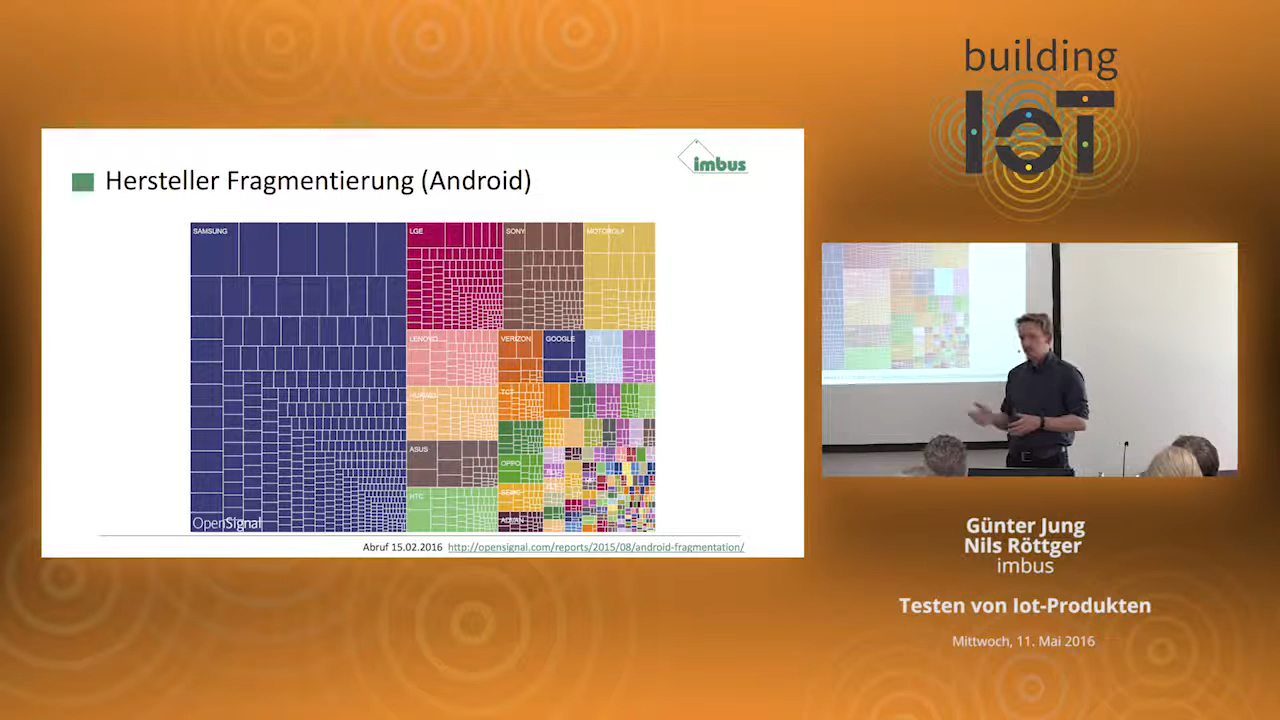 building
IoT
imbus
Hersteller Fragmentierung (Android)
SAMSUNG
LGE
SONY
MOTOROLA
LENOVO
VERIZON
GOOGLE
ZTE
HUAWEI
TCT
ASUS
OPPO
HTC
OpenSignal
Abruf 15.02.2016 http://opensignal.com/reports/2015/08/android-fragmentation/
Günter Jung
Nils Röttger
imbus
Testen von Iot-Produkten
Mittwoch, 11. Mai 2016